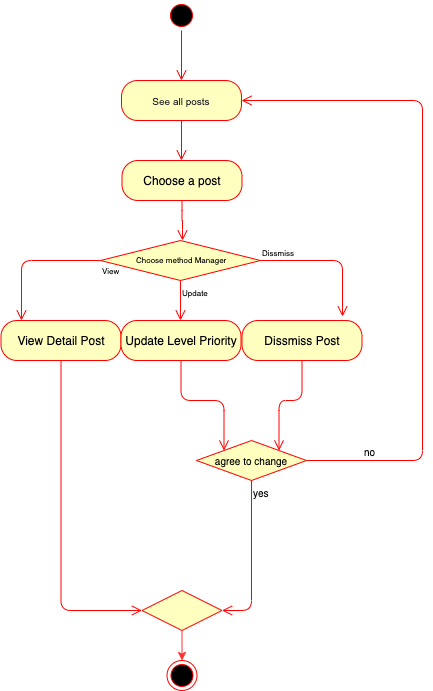 See all posts
Choose a post
Choose method Manager
View
Update
Dissmiss
View Detail Post
Update Level Priority
Dissmiss Post
agree to change
no
yes